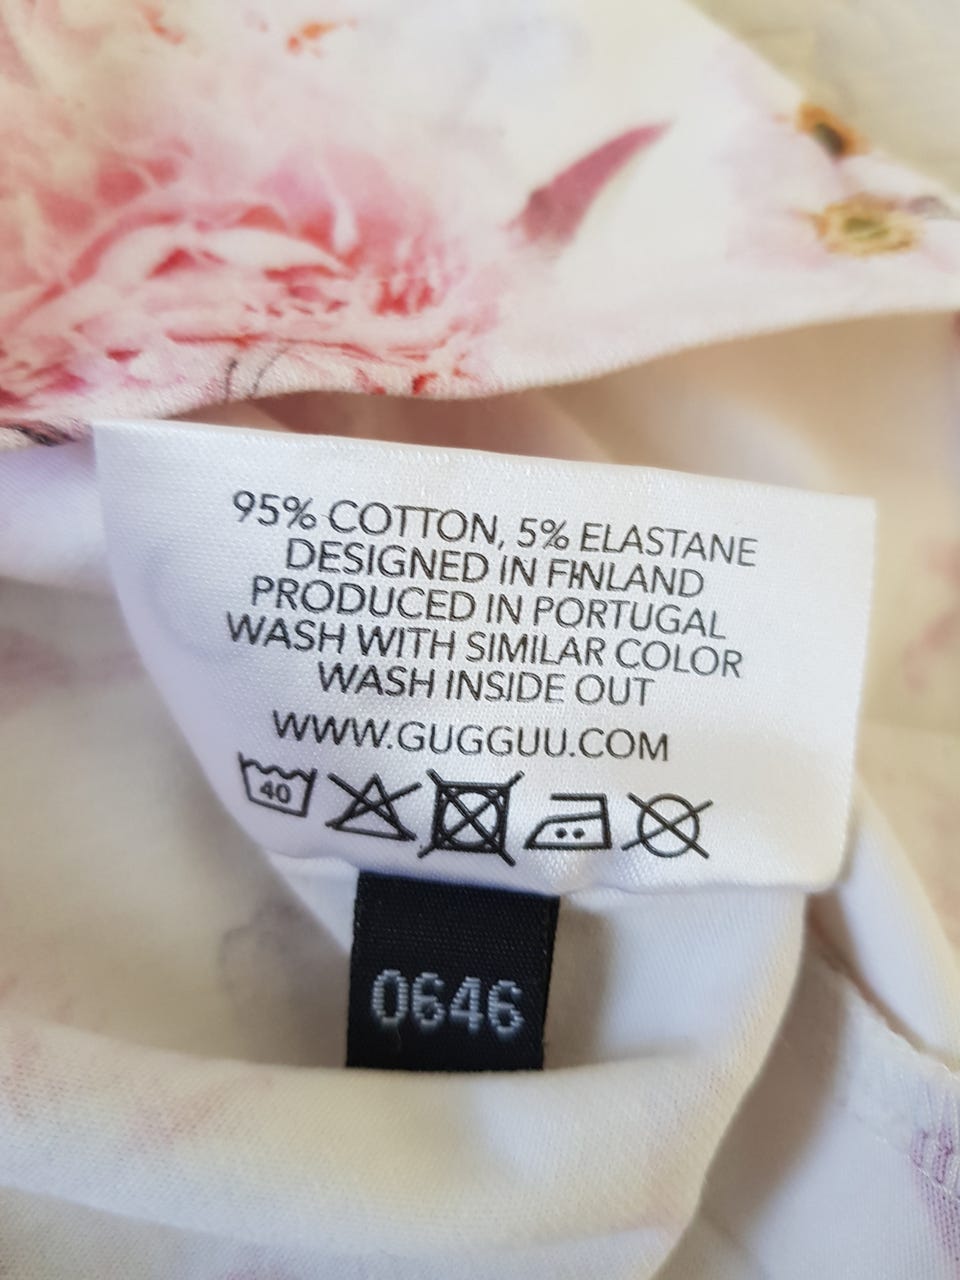 95% COTTON, 5% ELASTANE
DESIGNED IN FINLAND
PRODUCED IN PORTUGAL
WASH WITH SIMILAR COLOR
WASH INSIDE OUT
WWW.GUGGUU.COM
40
0646